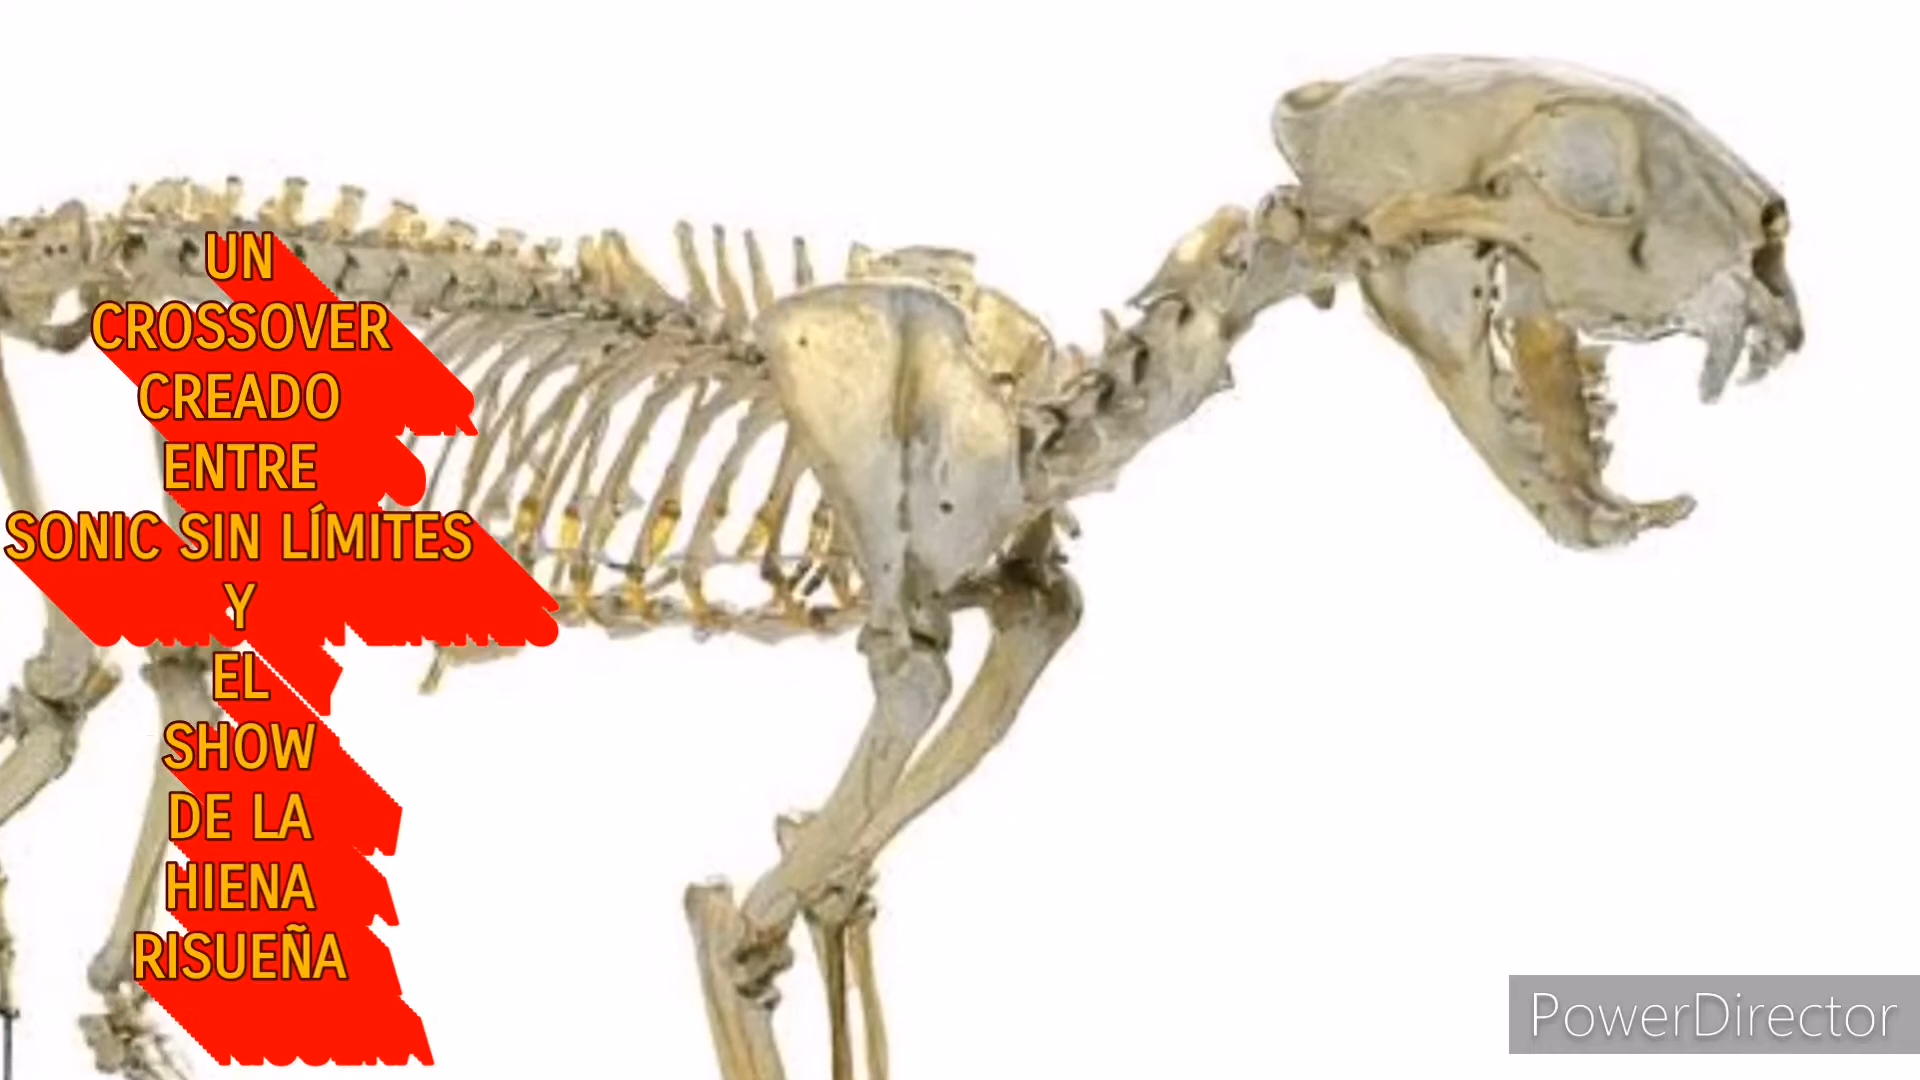 UN
CROSSOVER
CREADO
ENTRE
SONIC SIN LÍMITES
Y
EL
SHOW
DE LA
HIENA
RISUEÑA
PowerDirector